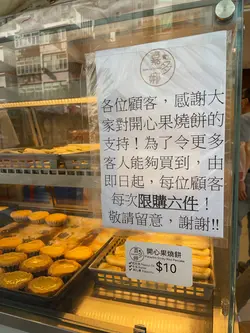 各位顧客，感謝大
家對開心果燒餅的
支持！為了令更多
客人能夠買到，由
即日起，每位顧客
每次限購六件！
敬請留意，謝謝!!
開心果燒餅
$10